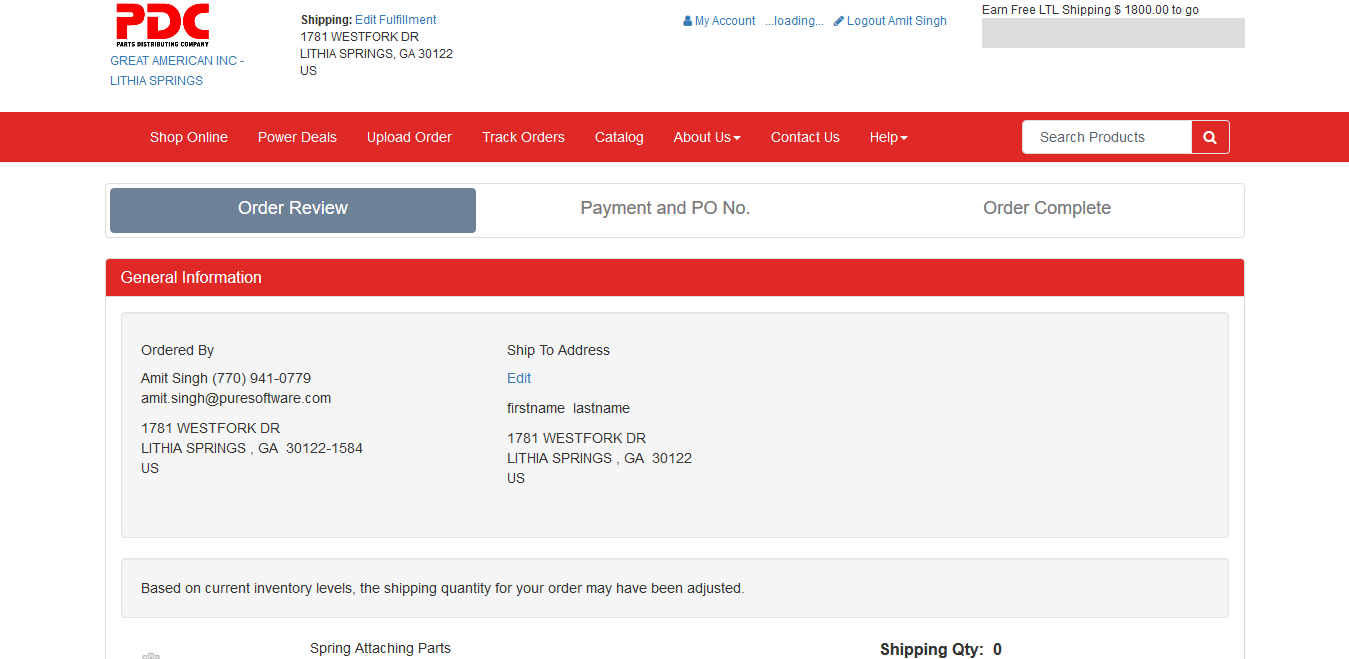 PDC
PARTS DISTRIBUTING COMPANY
GREAT AMERICAN INC -
LITHIA SPRINGS
Shipping: Edit Fulfillment
1781 WESTFORK DR
LITHIA SPRINGS, GA 30122
US
My Account ...loading... Logout Amit Singh
Earn Free LTL Shipping $ 1800.00 to go
Shop Online Power Deals Upload Order Track Orders Catalog About Us Contact Us Help Search Products
Order Review Payment and PO No. Order Complete
General Information
Ordered By
Amit Singh (770) 941-0779
amit.singh@puresoftware.com
1781 WESTFORK DR
LITHIA SPRINGS , GA 30122-1584
US
Ship To Address
Edit
firstname lastname
1781 WESTFORK DR
LITHIA SPRINGS , GA 30122
US
Based on current inventory levels, the shipping quantity for your order may have been adjusted.
Spring Attaching Parts Shipping Qty: 0